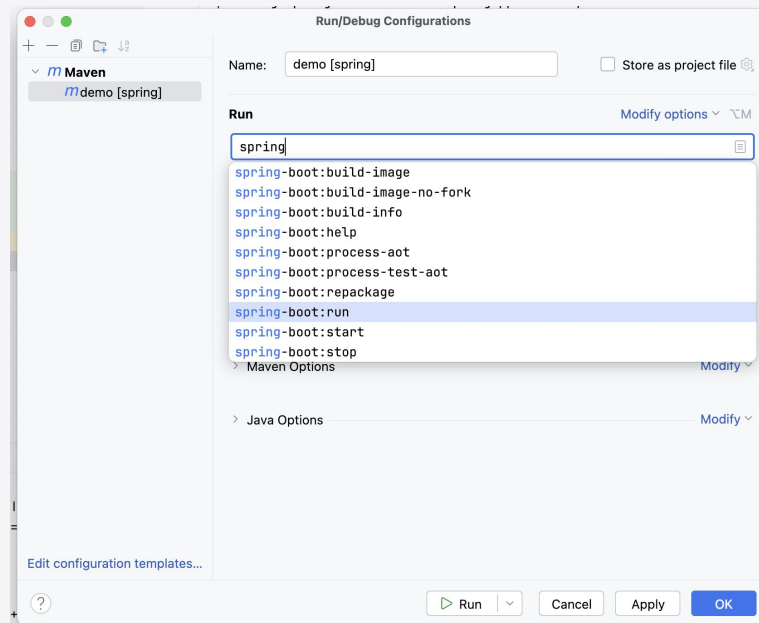 Run/Debug Configurations
Maven
demo [spring]
Name:
demo [spring]
Store as project file
Run
Modify options
⌥M
spring
spring-boot:build-image
spring-boot:build-image-no-fork
spring-boot:build-info
spring-boot:help
spring-boot:process-aot
spring-boot:process-test-aot
spring-boot:repackage
spring-boot:run
spring-boot:start
spring-boot:stop
Maven Options
Modify
Java Options
Modify
Edit configuration templates...
?
Run
Cancel
Apply
OK